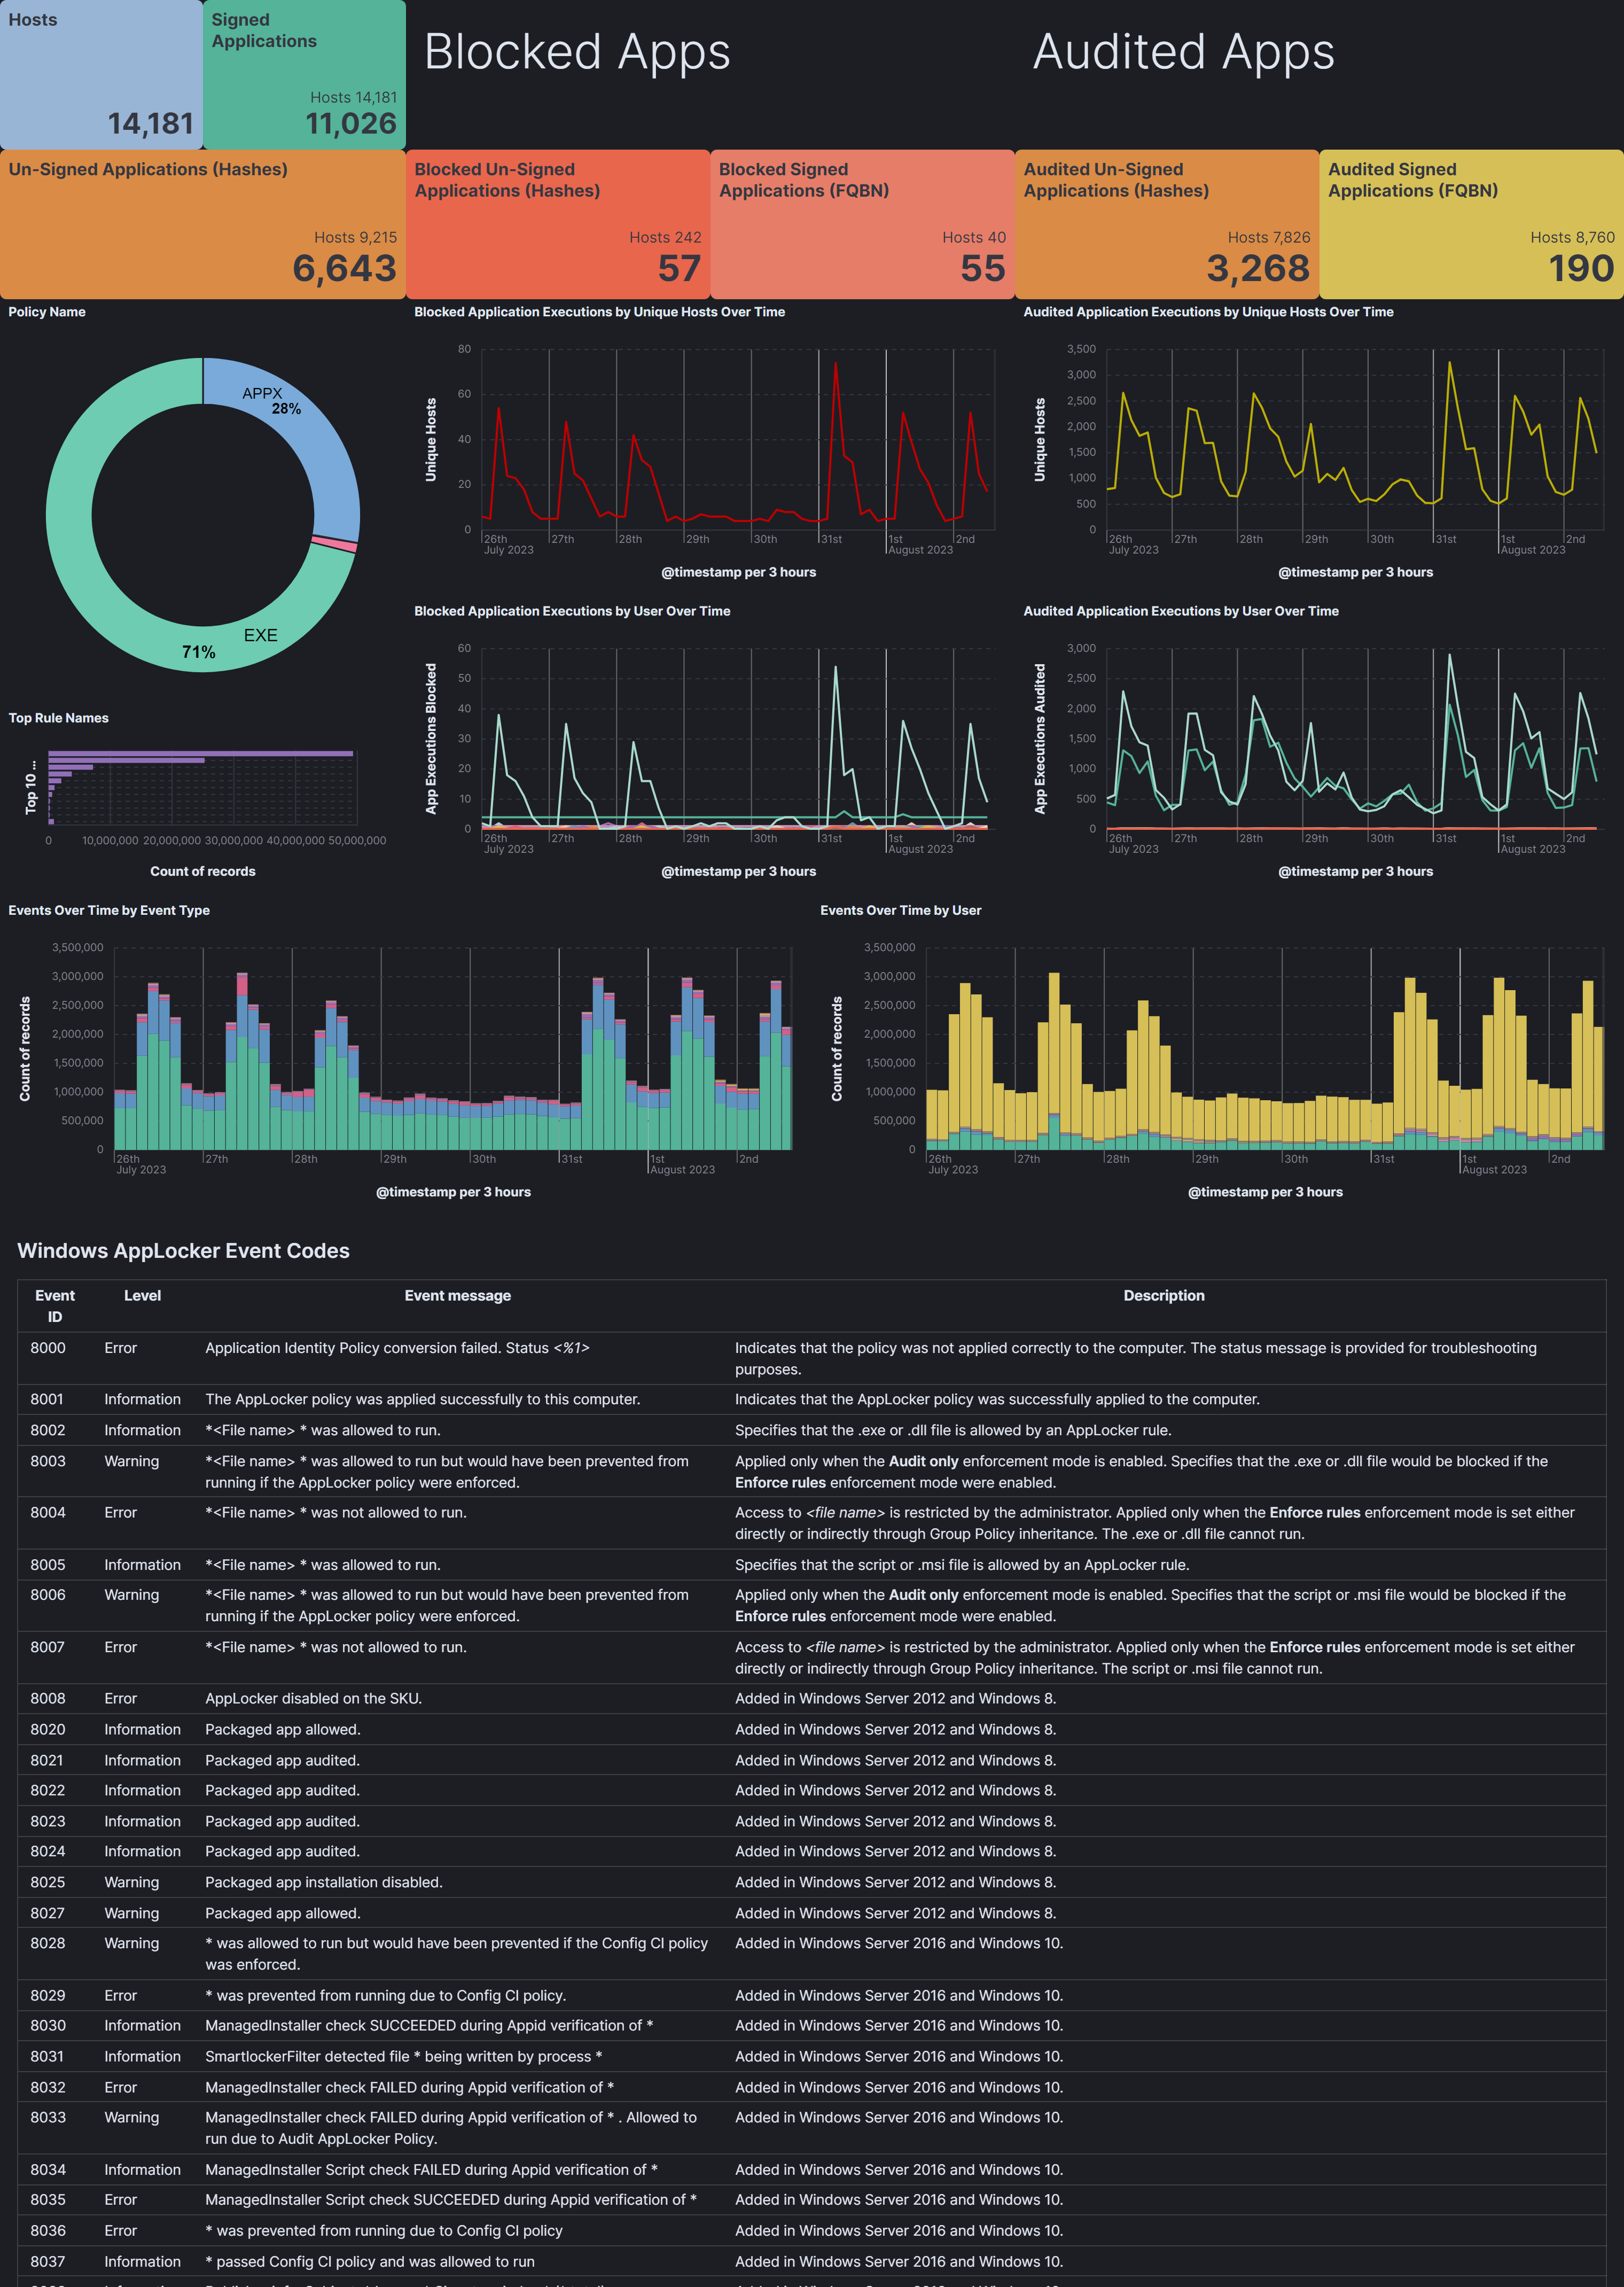 Hosts
14,181
Signed
Applications
Hosts 14,181
11,026
Blocked Apps
Audited Apps
Un-Signed Applications (Hashes)
Hosts 9,215
6,643
Blocked Un-Signed
Applications (Hashes)
Hosts 242
57
Blocked Signed
Applications (FQBN)
Hosts 40
55
Audited Un-Signed
Applications (Hashes)
Hosts 7,826
3,268
Audited Signed
Applications (FQBN)
Hosts 8,760
190
Policy Name
APPX
28%
EXE
71%
Top Rule Names
Top 10 ...
0 10,000,000 20,000,000 30,000,000 40,000,000 50,000,000
Count of records
Blocked Application Executions by Unique Hosts Over Time
Unique Hosts
80
60
40
20
0
26th 27th 28th 29th 30th 31st 1st 2nd
July 2023 August 2023
@timestamp per 3 hours
Audited Application Executions by Unique Hosts Over Time
Unique Hosts
3,500
3,000
2,500
2,000
1,500
1,000
500
0
26th 27th 28th 29th 30th 31st 1st 2nd
July 2023 August 2023
@timestamp per 3 hours
Blocked Application Executions by User Over Time
App Executions Blocked
60
50
40
30
20
10
0
26th 27th 28th 29th 30th 31st 1st 2nd
July 2023 August 2023
@timestamp per 3 hours
Audited Application Executions by User Over Time
App Executions Audited
3,000
2,500
2,000
1,500
1,000
500
0
26th 27th 28th 29th 30th 31st 1st 2nd
July 2023 August 2023
@timestamp per 3 hours
Events Over Time by Event Type
Count of records
3,500,000
3,000,000
2,500,000
2,000,000
1,500,000
1,000,000
500,000
0
26th 27th 28th 29th 30th 31st 1st 2nd
July 2023 August 2023
@timestamp per 3 hours
Events Over Time by User
Count of records
3,500,000
3,000,000
2,500,000
2,000,000
1,500,000
1,000,000
500,000
0
26th 27th 28th 29th 30th 31st 1st 2nd
July 2023 August 2023
@timestamp per 3 hours
Windows AppLocker Event Codes
Event Level Event message Description
ID
8000 Error Application Identity Policy conversion failed. Status <%1> Indicates that the policy was not applied correctly to the computer. The status message is provided for troubleshooting
purposes.
8001 Information The AppLocker policy was applied successfully to this computer. Indicates that the AppLocker policy was successfully applied to the computer.
8002 Information *<File name> * was allowed to run. Specifies that the .exe or .dll file is allowed by an AppLocker rule.
8003 Warning *<File name> * was allowed to run but would have been prevented from Applied only when the Audit only enforcement mode is enabled. Specifies that the .exe or .dll file would be blocked if the
running if the AppLocker policy were enforced. Enforce rules enforcement mode were enabled.
8004 Error *<File name> * was not allowed to run. Access to <file name> is restricted by the administrator. Applied only when the Enforce rules enforcement mode is set either
directly or indirectly through Group Policy inheritance. The .exe or .dll file cannot run.
8005 Information *<File name> * was allowed to run. Specifies that the script or .msi file is allowed by an AppLocker rule.
8006 Warning *<File name> * was allowed to run but would have been prevented from Applied only when the Audit only enforcement mode is enabled. Specifies that the script or .msi file would be blocked if the
running if the AppLocker policy were enforced. Enforce rules enforcement mode were enabled.
8007 Error *<File name> * was not allowed to run. Access to <file name> is restricted by the administrator. Applied only when the Enforce rules enforcement mode is set either
directly or indirectly through Group Policy inheritance. The script or .msi file cannot run.
8008 Error AppLocker disabled on the SKU. Added in Windows Server 2012 and Windows 8.
8020 Information Packaged app allowed. Added in Windows Server 2012 and Windows 8.
8021 Information Packaged app audited. Added in Windows Server 2012 and Windows 8.
8022 Information Packaged app audited. Added in Windows Server 2012 and Windows 8.
8023 Information Packaged app audited. Added in Windows Server 2012 and Windows 8.
8024 Information Packaged app audited. Added in Windows Server 2012 and Windows 8.
8025 Warning Packaged app installation disabled. Added in Windows Server 2012 and Windows 8.
8027 Warning Packaged app allowed. Added in Windows Server 2012 and Windows 8.
8028 Warning * was allowed to run but would have been prevented if the Config CI policy Added in Windows Server 2016 and Windows 10.
was enforced.
8029 Error * was prevented from running due to Config CI policy. Added in Windows Server 2016 and Windows 10.
8030 Information ManagedInstaller check SUCCEEDED during Appid verification of * Added in Windows Server 2016 and Windows 10.
8031 Information SmartlockerFilter detected file * being written by process * Added in Windows Server 2016 and Windows 10.
8032 Error ManagedInstaller check FAILED during Appid verification of * Added in Windows Server 2016 and Windows 10.
8033 Warning ManagedInstaller check FAILED during Appid verification of * . Allowed to Added in Windows Server 2016 and Windows 10.
run due to Audit AppLocker Policy.
8034 Information ManagedInstaller Script check FAILED during Appid verification of * Added in Windows Server 2016 and Windows 10.
8035 Error ManagedInstaller Script check SUCCEEDED during Appid verification of * Added in Windows Server 2016 and Windows 10.
8036 Error * was prevented from running due to Config CI policy Added in Windows Server 2016 and Windows 10.
8037 Information * passed Config CI policy and was allowed to run Added in Windows Server 2016 and Windows 10.